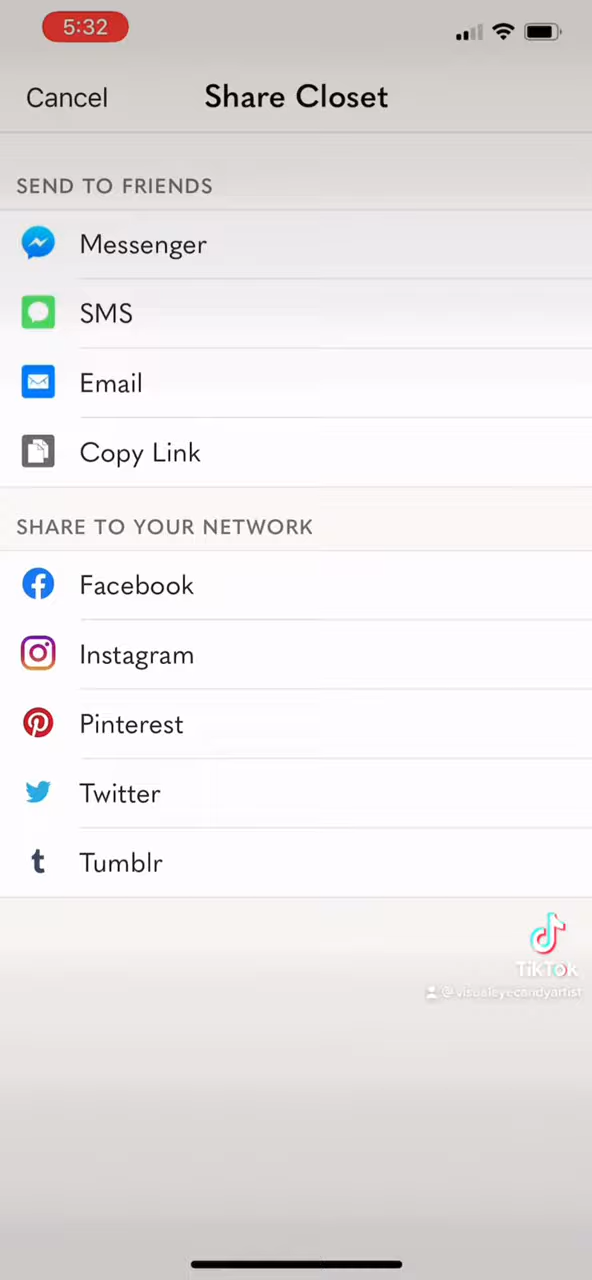 5:32
Cancel
Share Closet
SEND TO FRIENDS
Messenger
SMS
Email
Copy Link
SHARE TO YOUR NETWORK
Facebook
Instagram
Pinterest
Twitter
Tumblr
TikTok
@visualeyecandyartist